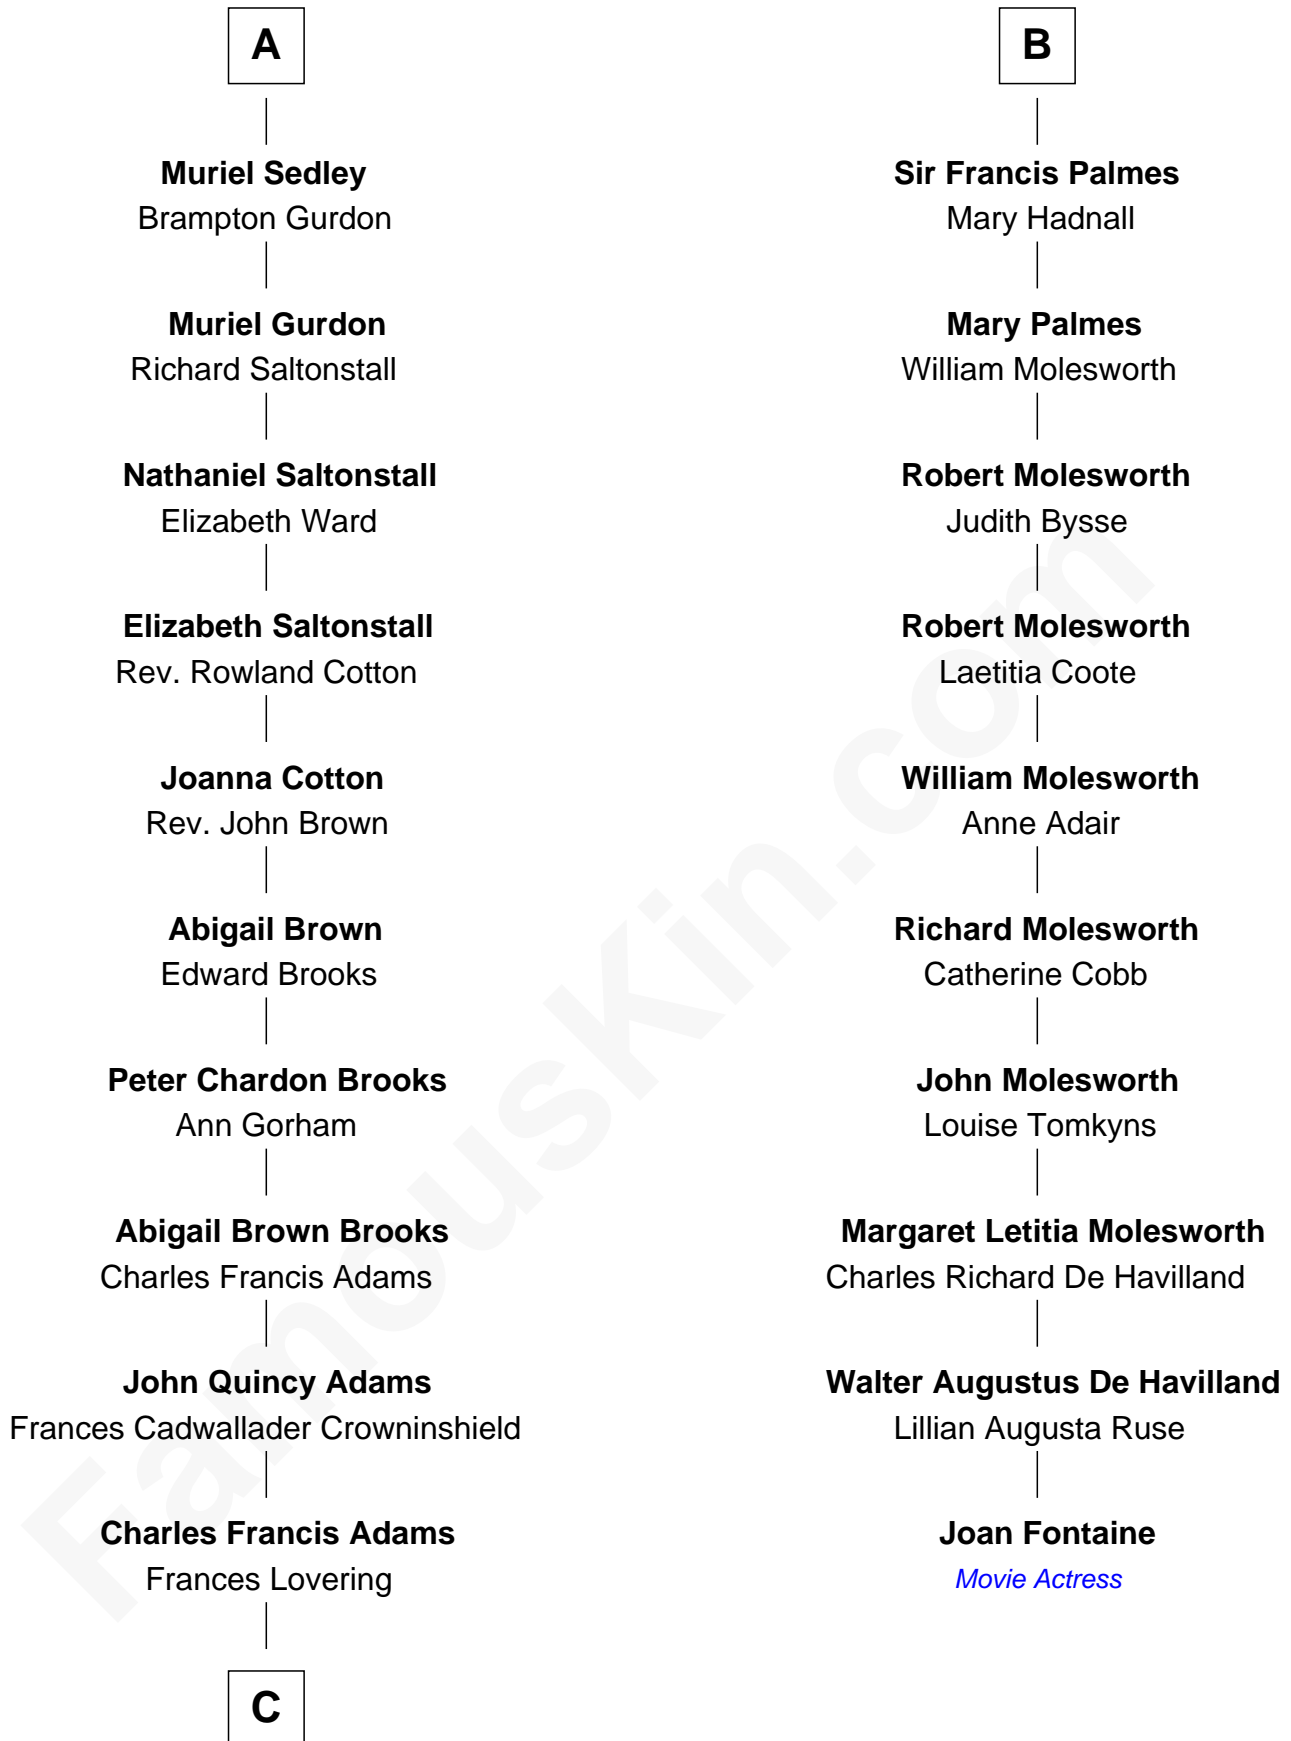 A
Muriel Sedley
Brampton Gurdon
Muriel Gurdon
Richard Saltonstall
Nathaniel Saltonstall
Elizabeth Ward
Elizabeth Saltonstall
Rev. Rowland Cotton
Joanna Cotton
Rev. John Brown
Abigail Brown
Edward Brooks
Peter Chardon Brooks
Ann Gorham
Abigail Brown Brooks
Charles Francis Adams
John Quincy Adams
Frances Cadwallader Crowninshield
Charles Francis Adams
Frances Lovering
C
B
Sir Francis Palmes
Mary Hadnall
Mary Palmes
William Molesworth
Robert Molesworth
Judith Bysse
Robert Molesworth
Laetitia Coote
William Molesworth
Anne Adair
Richard Molesworth
Catherine Cobb
John Molesworth
Louise Tomkyns
Margaret Letitia Molesworth
Charles Richard De Havilland
Walter Augustus De Havilland
Lillian Augusta Ruse
Joan Fontaine
Movie Actress
FamousKin.com